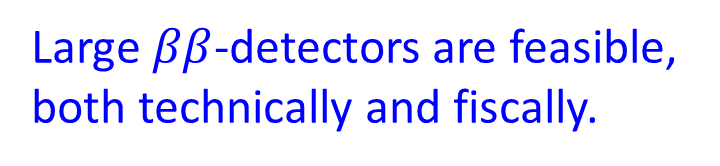 Large ββ-detectors are feasible,
both technically and fiscally.